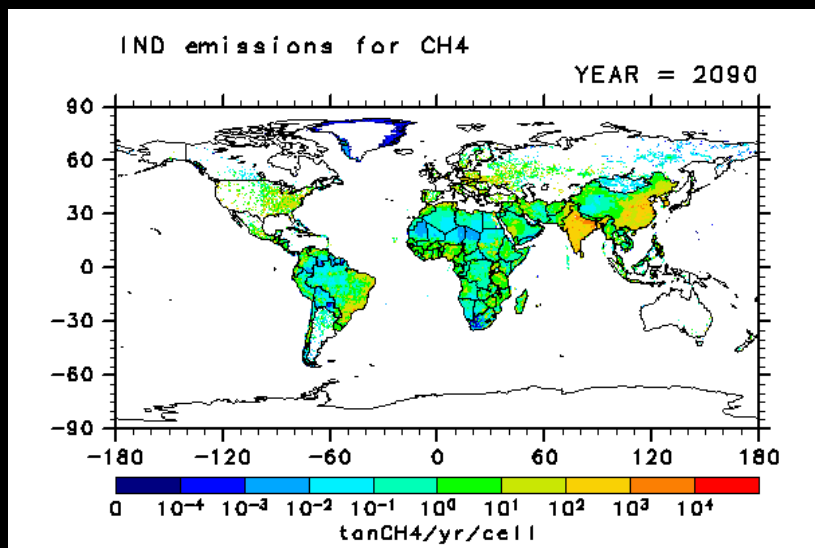 IND emissions for CH4
YEAR = 2090
90
60
30
0
−30
−60
−90
−180 −120 −60 0 60 120 180
0 10⁻⁴ 10⁻³ 10⁻² 10⁻¹ 10⁰ 10¹ 10² 10³ 10⁴
tonCH4/yr/cell